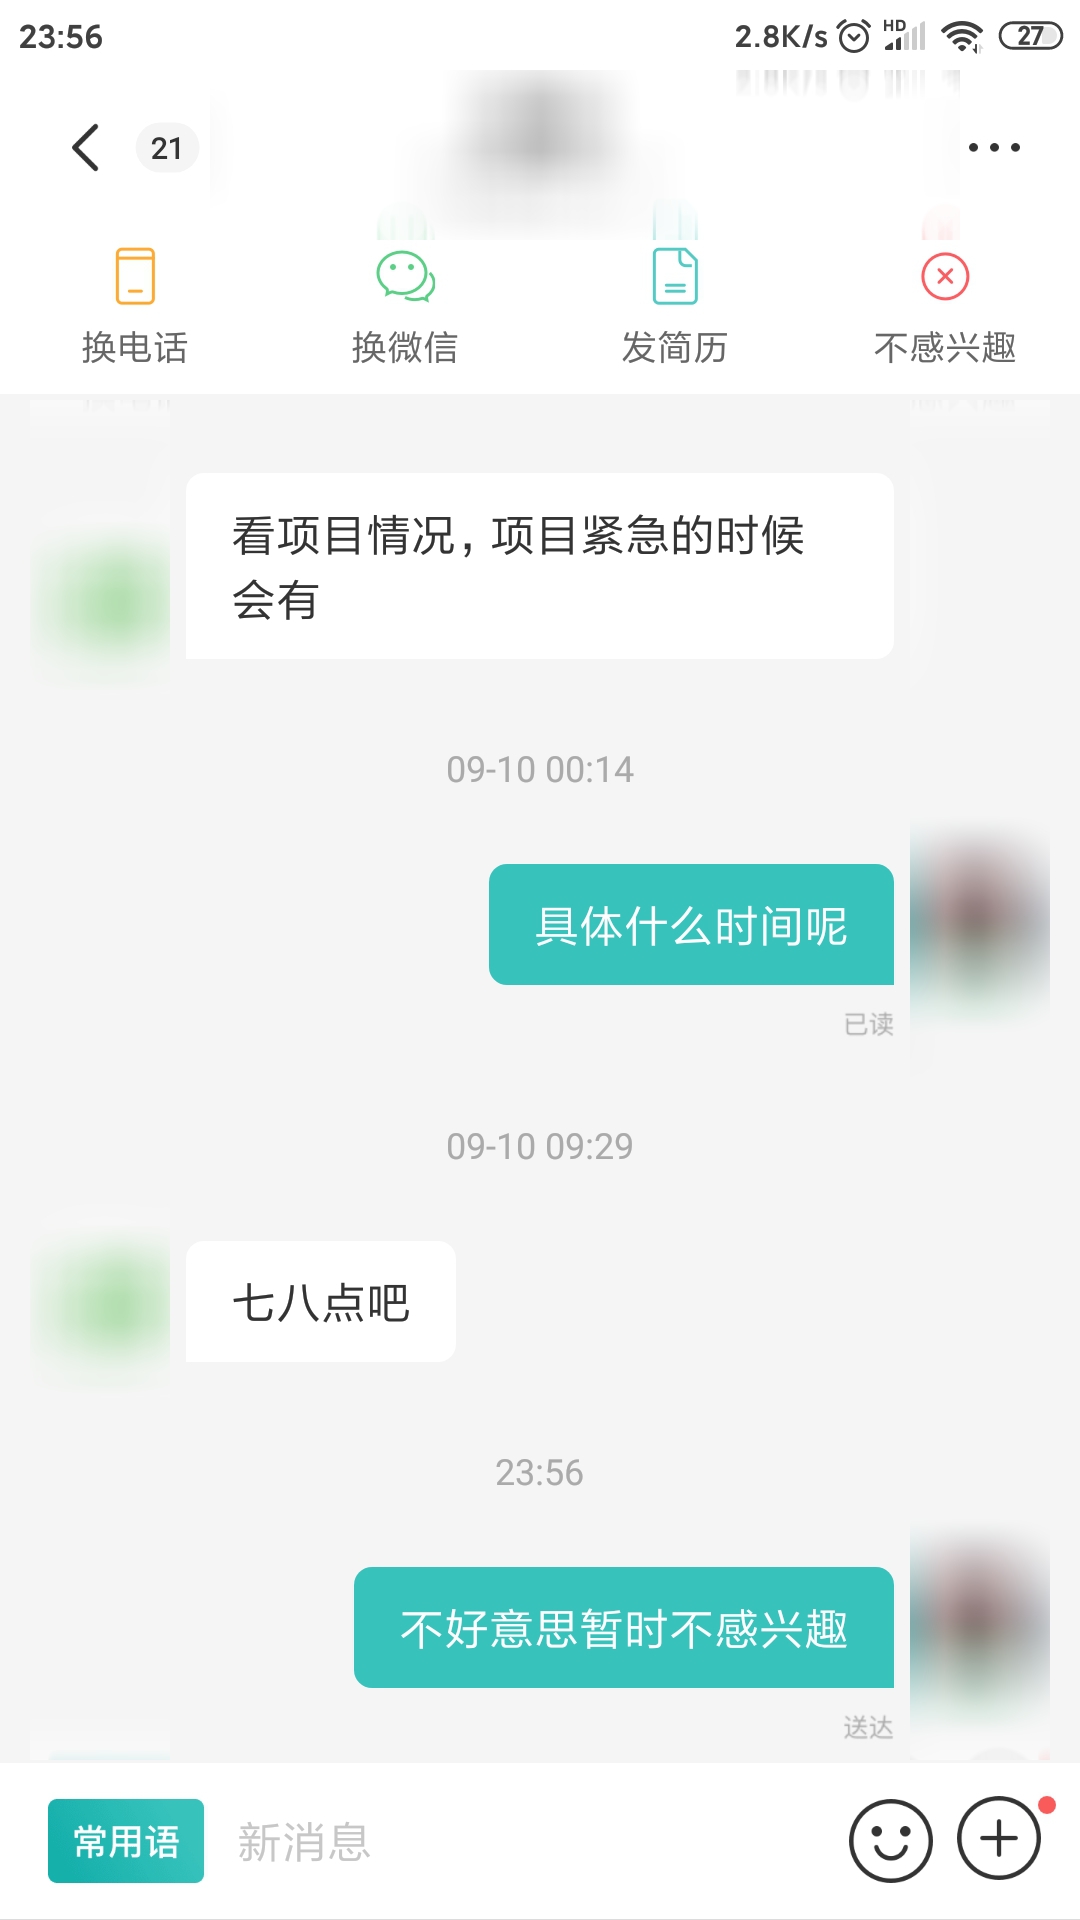 23:56 2.8K/s HD 27
21
换电话 换微信 发简历 不感兴趣
看项目情况，项目紧急的时候
会有
09-10 00:14
具体什么时间呢
已读
09-10 09:29
七八点吧
23:56
不好意思暂时不感兴趣
送达
常用语 新消息